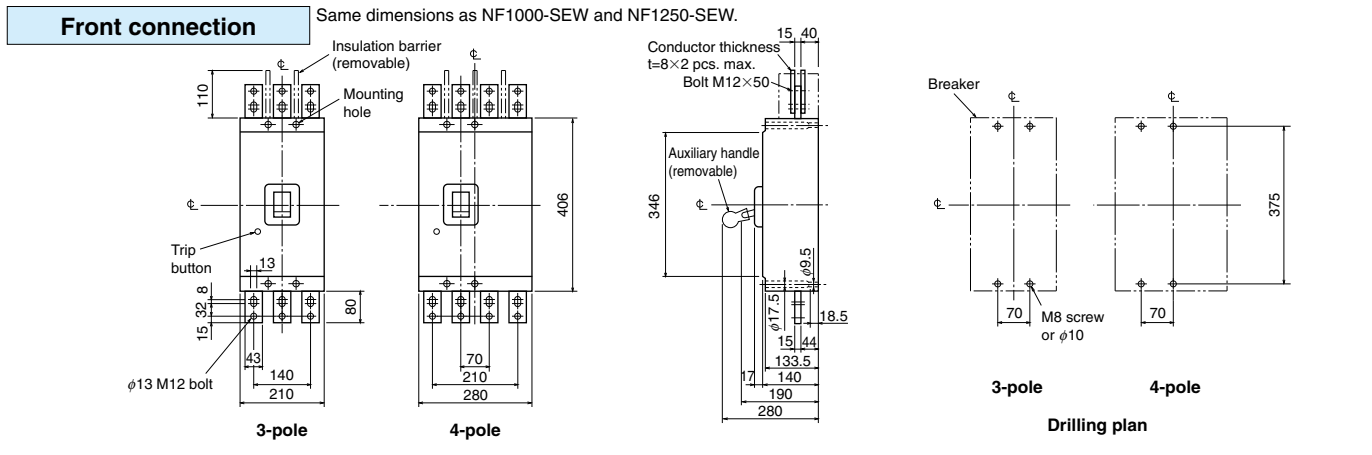 Front connection
Same dimensions as NF1000-SEW and NF1250-SEW.
Insulation barrier
(removable)
Mounting
hole
110
℄
℄
406
℄
Trip
button
13
8
32
15
80
43
140
210
φ13 M12 bolt
70
210
280
3-pole
4-pole
15
40
Conductor thickness
t=8×2 pcs. max.
Bolt M12×50
Auxiliary handle
(removable)
346
℄
φ9.5
φ17.5
18.5
15
44
133.5
17
140
190
280
Breaker
℄
℄
℄
375
70
M8 screw
or φ10
70
3-pole
4-pole
Drilling plan